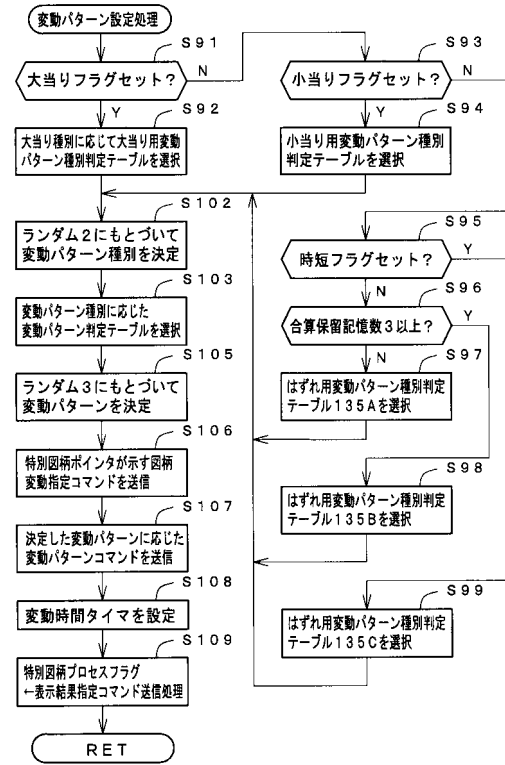 変動パターン設定処理
S91
大当りフラグセット?
N
Y
S92
大当り種別に応じて大当り用変動
パターン種別判定テーブルを選択
S93
小当りフラグセット?
N
Y
S94
小当り用変動パターン種別
判定テーブルを選択
S95
時短フラグセット?
Y
N
S96
合算保留記憶数3以上?
Y
N
S97
はずれ用変動パターン種別判定
テーブル135Aを選択
S98
はずれ用変動パターン種別判定
テーブル135Bを選択
S99
はずれ用変動パターン種別判定
テーブル135Cを選択
S102
ランダム2にもとづいて
変動パターン種別を決定
S103
変動パターン種別に応じた
変動パターン判定テーブルを選択
S105
ランダム3にもとづいて
変動パターンを決定
S106
特別図柄ポインタが示す図柄
変動指定コマンドを送信
S107
決定した変動パターンに応じた
変動パターンコマンドを送信
S108
変動時間タイマを設定
S109
特別図柄プロセスフラグ
←表示結果指定コマンド送信処理
RET